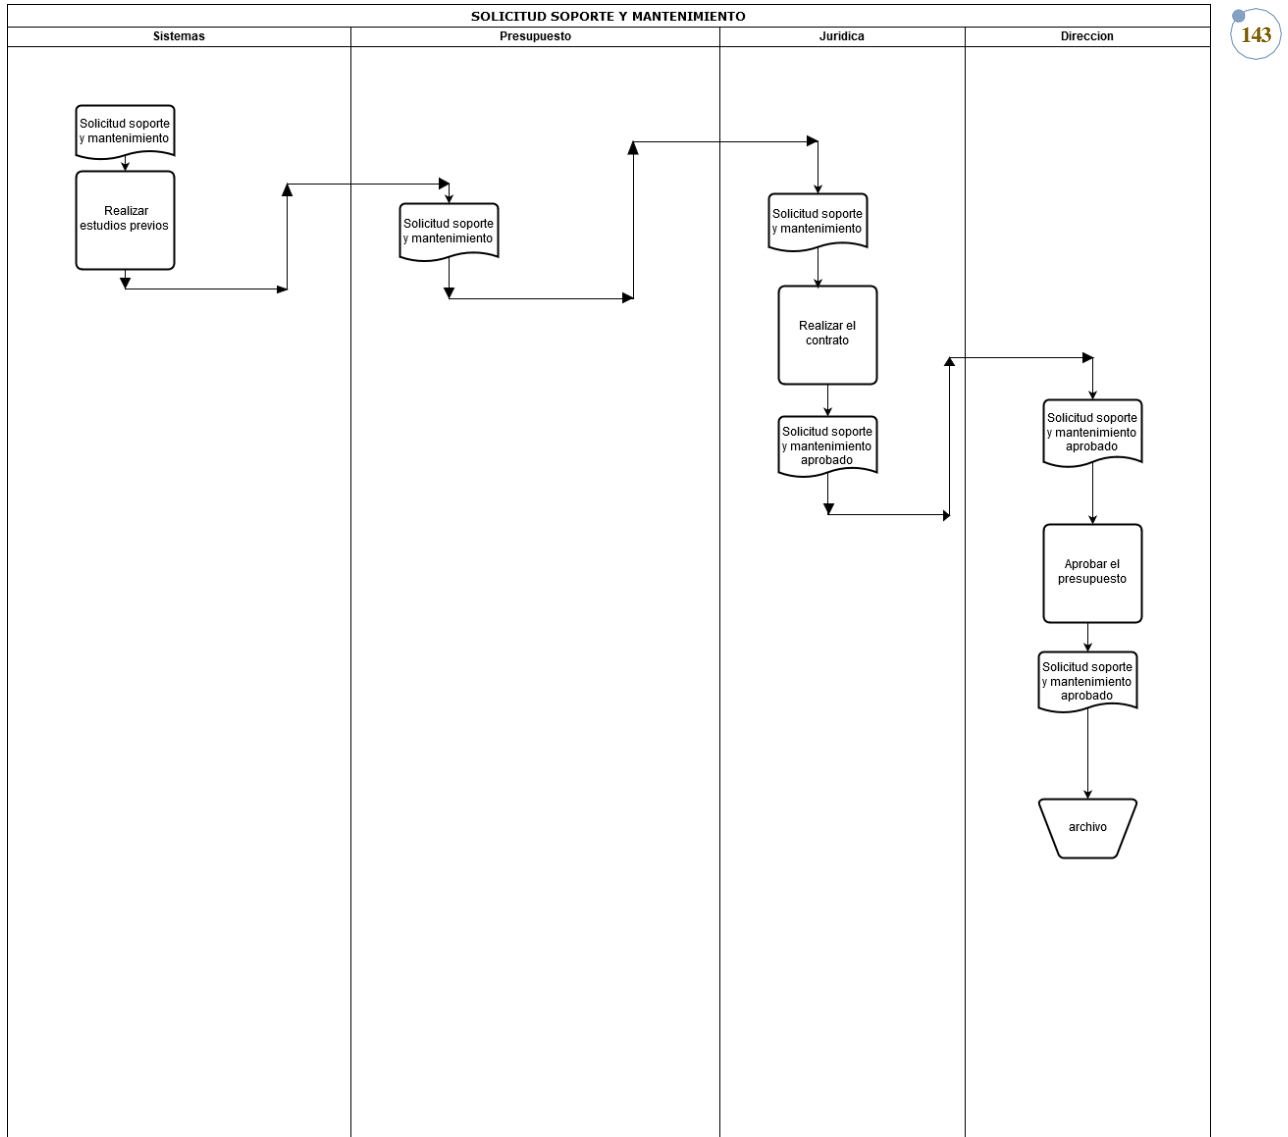 SOLICITUD SOPORTE Y MANTENIMIENTO
143
Sistemas
Presupuesto
Juridica
Direccion
Solicitud soporte
y mantenimiento
Realizar
estudios previos
Solicitud soporte
y mantenimiento
Solicitud soporte
y mantenimiento
Realizar el
contrato
Solicitud soporte
y mantenimiento
aprobado
Solicitud soporte
y mantenimiento
aprobado
Aprobar el
presupuesto
Solicitud soporte
y mantenimiento
aprobado
archivo